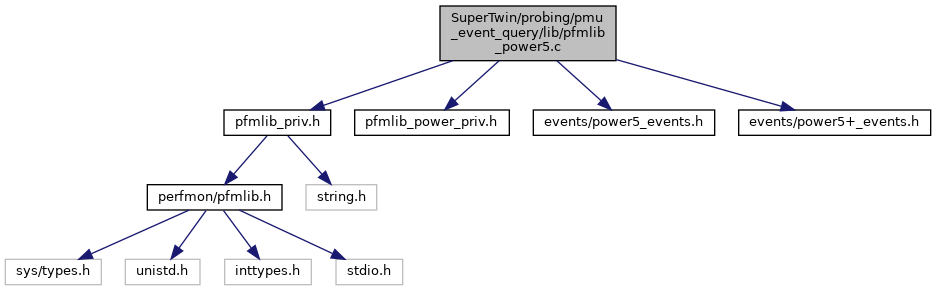 SuperTwin/probing/pmu
_event_query/lib/pfmlib
_power5.c
pfmlib_priv.h
pfmlib_power_priv.h
events/power5_events.h
events/power5+_events.h
perfmon/pfmlib.h
string.h
sys/types.h
unistd.h
inttypes.h
stdio.h